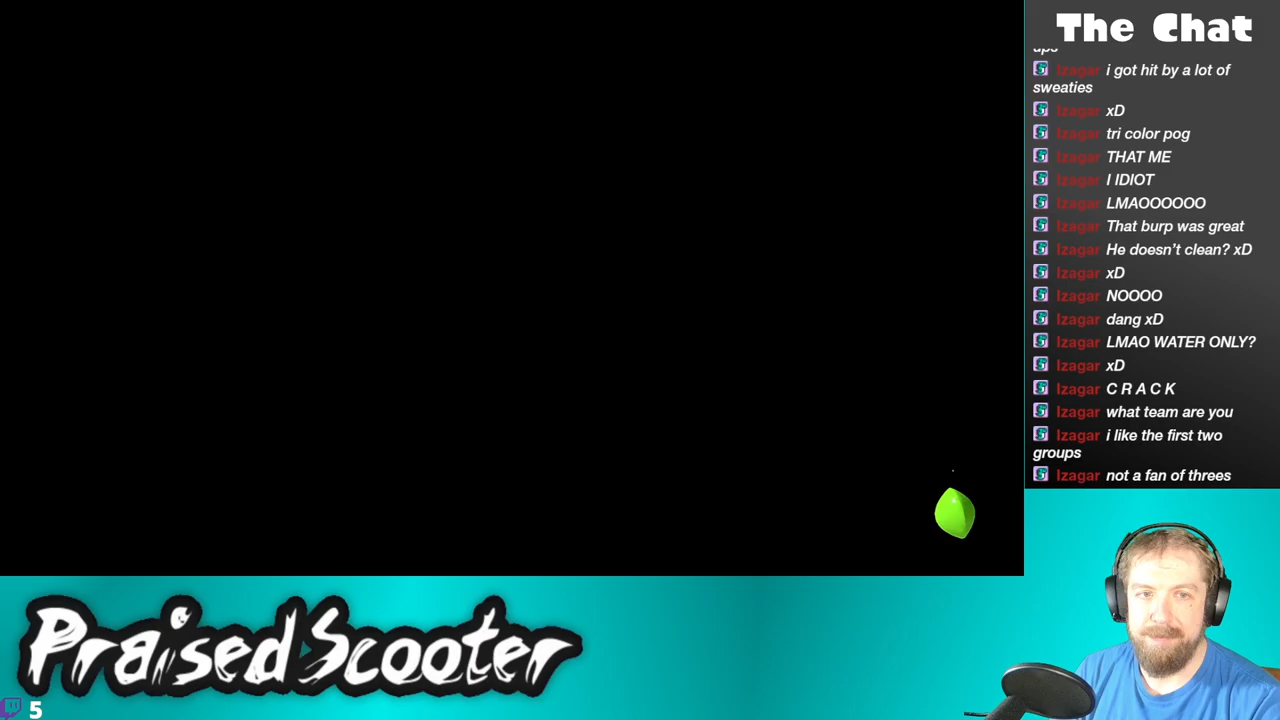 The Chat
ups
Izagar i got hit by a lot of
sweaties
Izagar xD
Izagar tri color pog
Izagar THAT ME
Izagar I IDIOT
Izagar LMAOOOOOO
Izagar That burp was great
Izagar He doesn't clean? xD
Izagar xD
Izagar NOOOO
Izagar dang xD
Izagar LMAO WATER ONLY?
Izagar xD
Izagar C R A C K
Izagar what team are you
Izagar i like the first two
groups
Izagar not a fan of threes
Praised Scooter
5